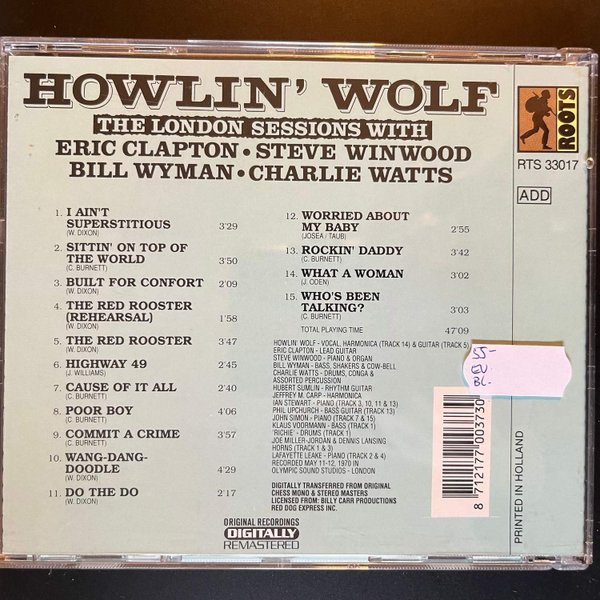 HOWLIN' WOLF
THE LONDON SESSIONS WITH
ERIC CLAPTON • STEVE WINWOOD
BILL WYMAN • CHARLIE WATTS
ROOTS
RTS 33017
ADD
1. I AIN'T
SUPERSTITIOUS 3'29
(W. DIXON)
2. SITTIN' ON TOP OF
THE WORLD 3'50
(C. BURNETT)
3. BUILT FOR CONFORT 2'09
(W. DIXON)
4. THE RED ROOSTER
(REHEARSAL) 1'58
(W. DIXON)
5. THE RED ROOSTER 3'47
(W. DIXON)
6. HIGHWAY 49 2'45
(J. WILLIAMS)
7. CAUSE OF IT ALL 2'40
(C. BURNETT)
8. POOR BOY 4'06
(C. BURNETT)
9. COMMIT A CRIME 3'57
(C. BURNETT)
10. WANG-DANG-
DOODLE 4'29
(W. DIXON)
11. DO THE DO 2'17
(W. DIXON)
12. WORRIED ABOUT
MY BABY 2'55
(JOSEA / TAUB)
13. ROCKIN' DADDY 3'42
(C. BURNETT)
14. WHAT A WOMAN 3'02
(J. ODEN)
15. WHO'S BEEN
TALKING? 3'03
(C. BURNETT)
TOTAL PLAYING TIME 47'09
HOWLIN' WOLF - VOCAL, HARMONICA (TRACK 14) & GUITAR (TRACK 5)
ERIC CLAPTON - LEAD GUITAR
STEVE WINWOOD - PIANO & ORGAN
BILL WYMAN - BASS, SHAKERS & COW-BELL
CHARLIE WATTS - DRUMS, CONGA &
ASSORTED PERCUSSION
HUBERT SUMLIN - RHYTHM GUITAR
JEFFREY M. CARP - HARMONICA
IAN STEWART - PIANO (TRACK 3, 10, 11 & 13)
PHIL UPCHURCH - BASS GUITAR (TRACK 13)
JOHN SIMON - PIANO (TRACK 7 & 15)
KLAUS VOORMANN - BASS (TRACK 1)
'RICHIE' - DRUMS (TRACK 1)
JOE MILLER-JORDAN & DENNIS LANSING
HORNS (TRACK 1 & 3)
LAFAYETTE LEAKE - PIANO (TRACK 2 & 4)
RECORDED MAY 11-12, 1970 IN
OLYMPIC SOUND STUDIOS - LONDON
DIGITALLY TRANSFERRED FROM ORIGINAL
CHESS MONO & STEREO MASTERS
LICENSED FROM: BILLY CARR PRODUCTIONS
RED DOG EXPRESS INC.
ORIGINAL RECORDINGS
DIGITALLY
REMASTERED
55-
EU
BL-
8 712177 003730
PRINTED IN HOLLAND